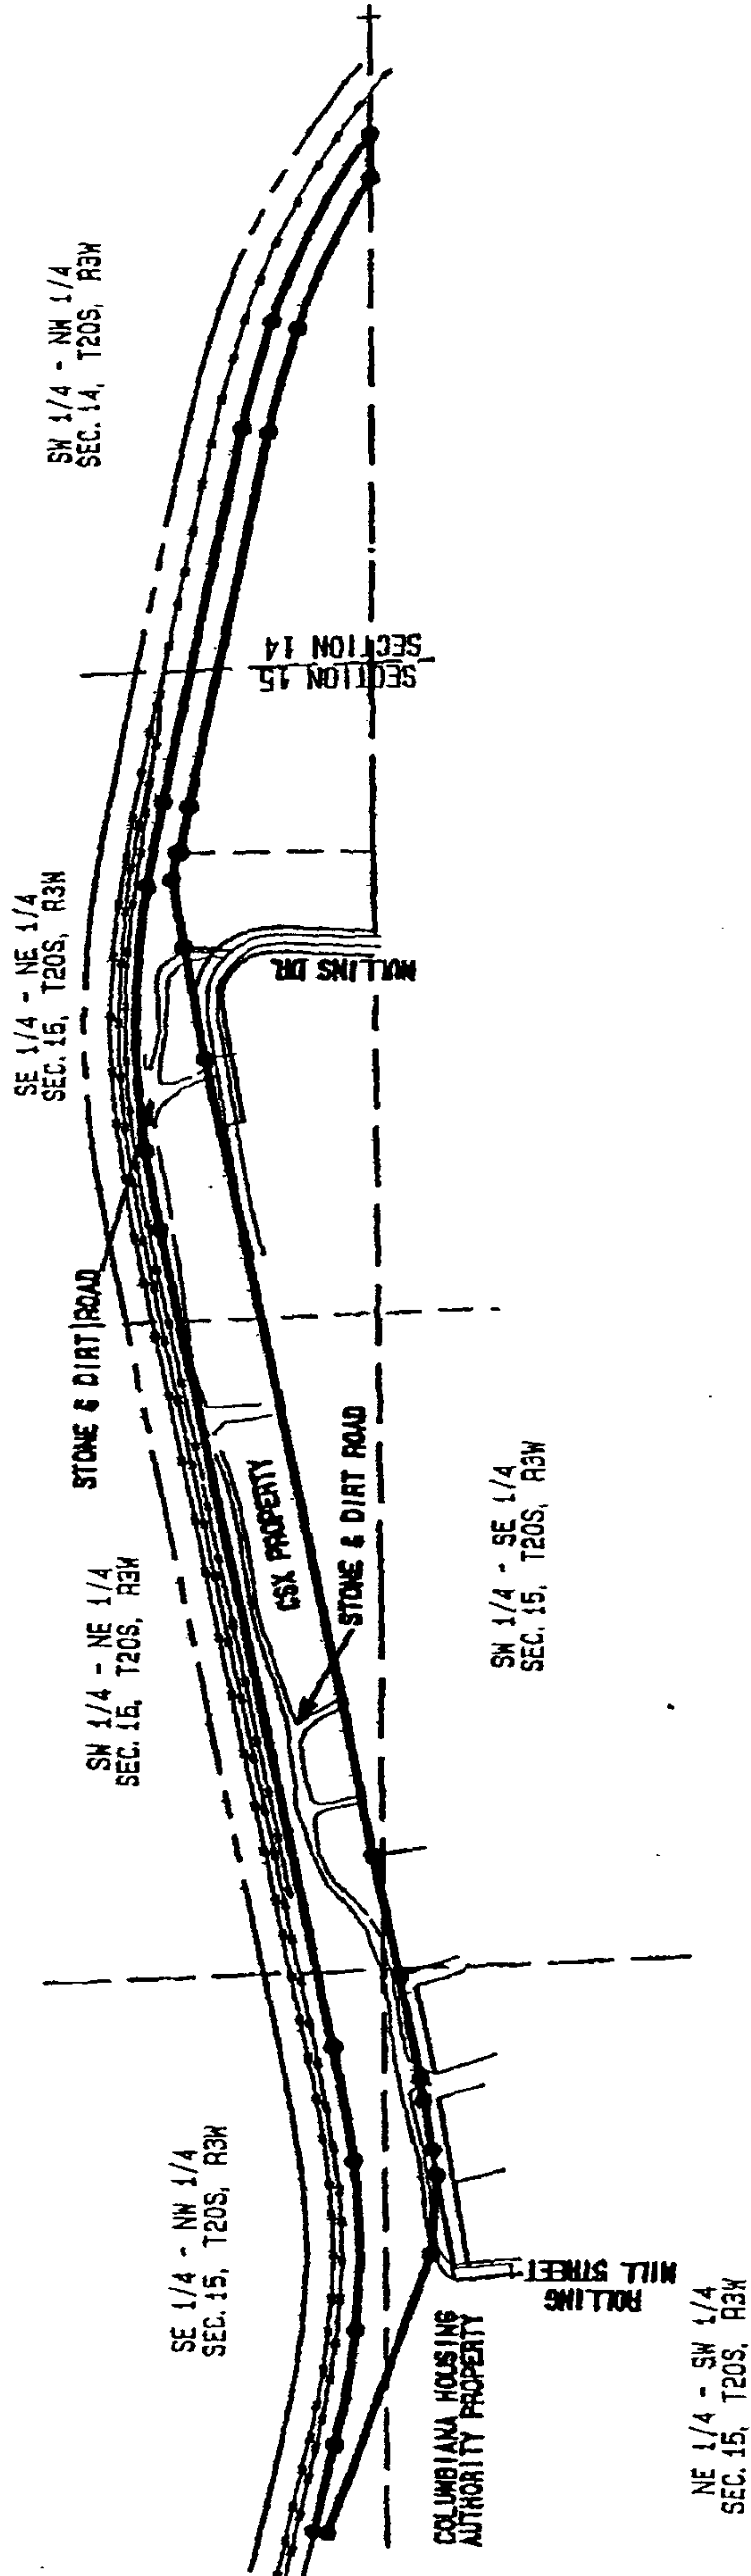 SW 1/4 - NW 1/4
SEC. 14, T20S, R3W
SECTION 14
SECTION 15
SE 1/4 - NE 1/4
SEC. 15, T20S, R3W
MULLINS DR.
STONE & DIRT ROAD
CSX PROPERTY
STONE & DIRT ROAD
SW 1/4 - NE 1/4
SEC. 15, T20S, R3W
SW 1/4 - SE 1/4
SEC. 15, T20S, R3W
SE 1/4 - NW 1/4
SEC. 15, T20S, R3W
ROLLING
MILL STREET
COLUMBIANA HOUSING
AUTHORITY PROPERTY
NE 1/4 - SW 1/4
SEC. 15, T20S, R3W